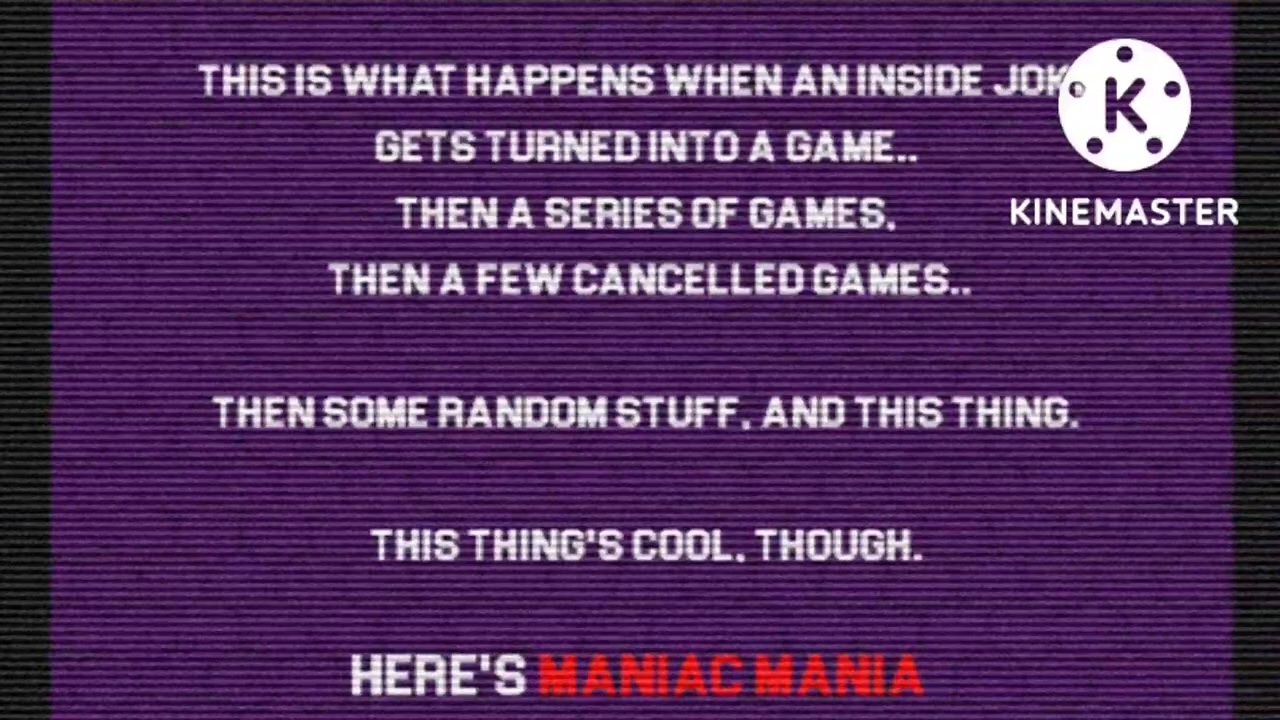 THIS IS WHAT HAPPENS WHEN AN INSIDE JOKE
GETS TURNED INTO A GAME..
THEN A SERIES OF GAMES,
THEN A FEW CANCELLED GAMES..
THEN SOME RANDOM STUFF, AND THIS THING.
THIS THING'S COOL, THOUGH.
HERE'S MANIAC MANIA
K
KINEMASTER